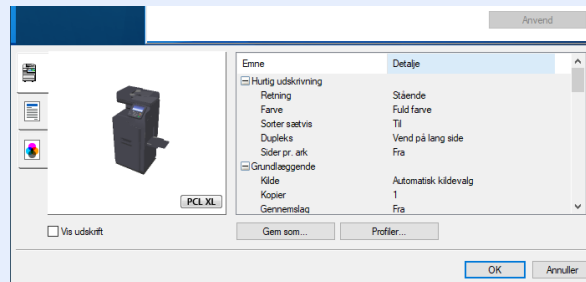 Anvend
Emne Detalje
Hurtig udskrivning
Retning Stående
Farve Fuld farve
Sorter sætvis Til
Dupleks Vend på lang side
Sider pr. ark Fra
Grundlæggende
Kilde Automatisk kildevalg
Kopier 1
Gennemslag Fra
PCL XL
Vis udskrift Gem som... Profiler...
OK Annuller